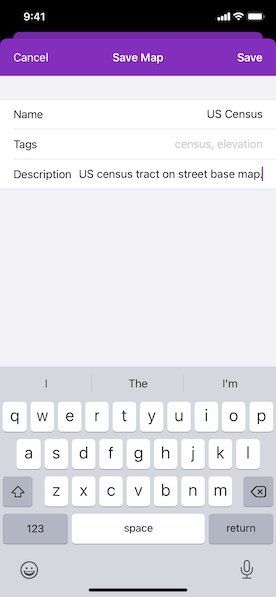 9:41
Cancel Save Map Save
Name US Census
Tags census, elevation
Description US census tract on street base map.
I The I'm
q w e r t y u i o p
a s d f g h j k l
z x c v b n m
123 space return